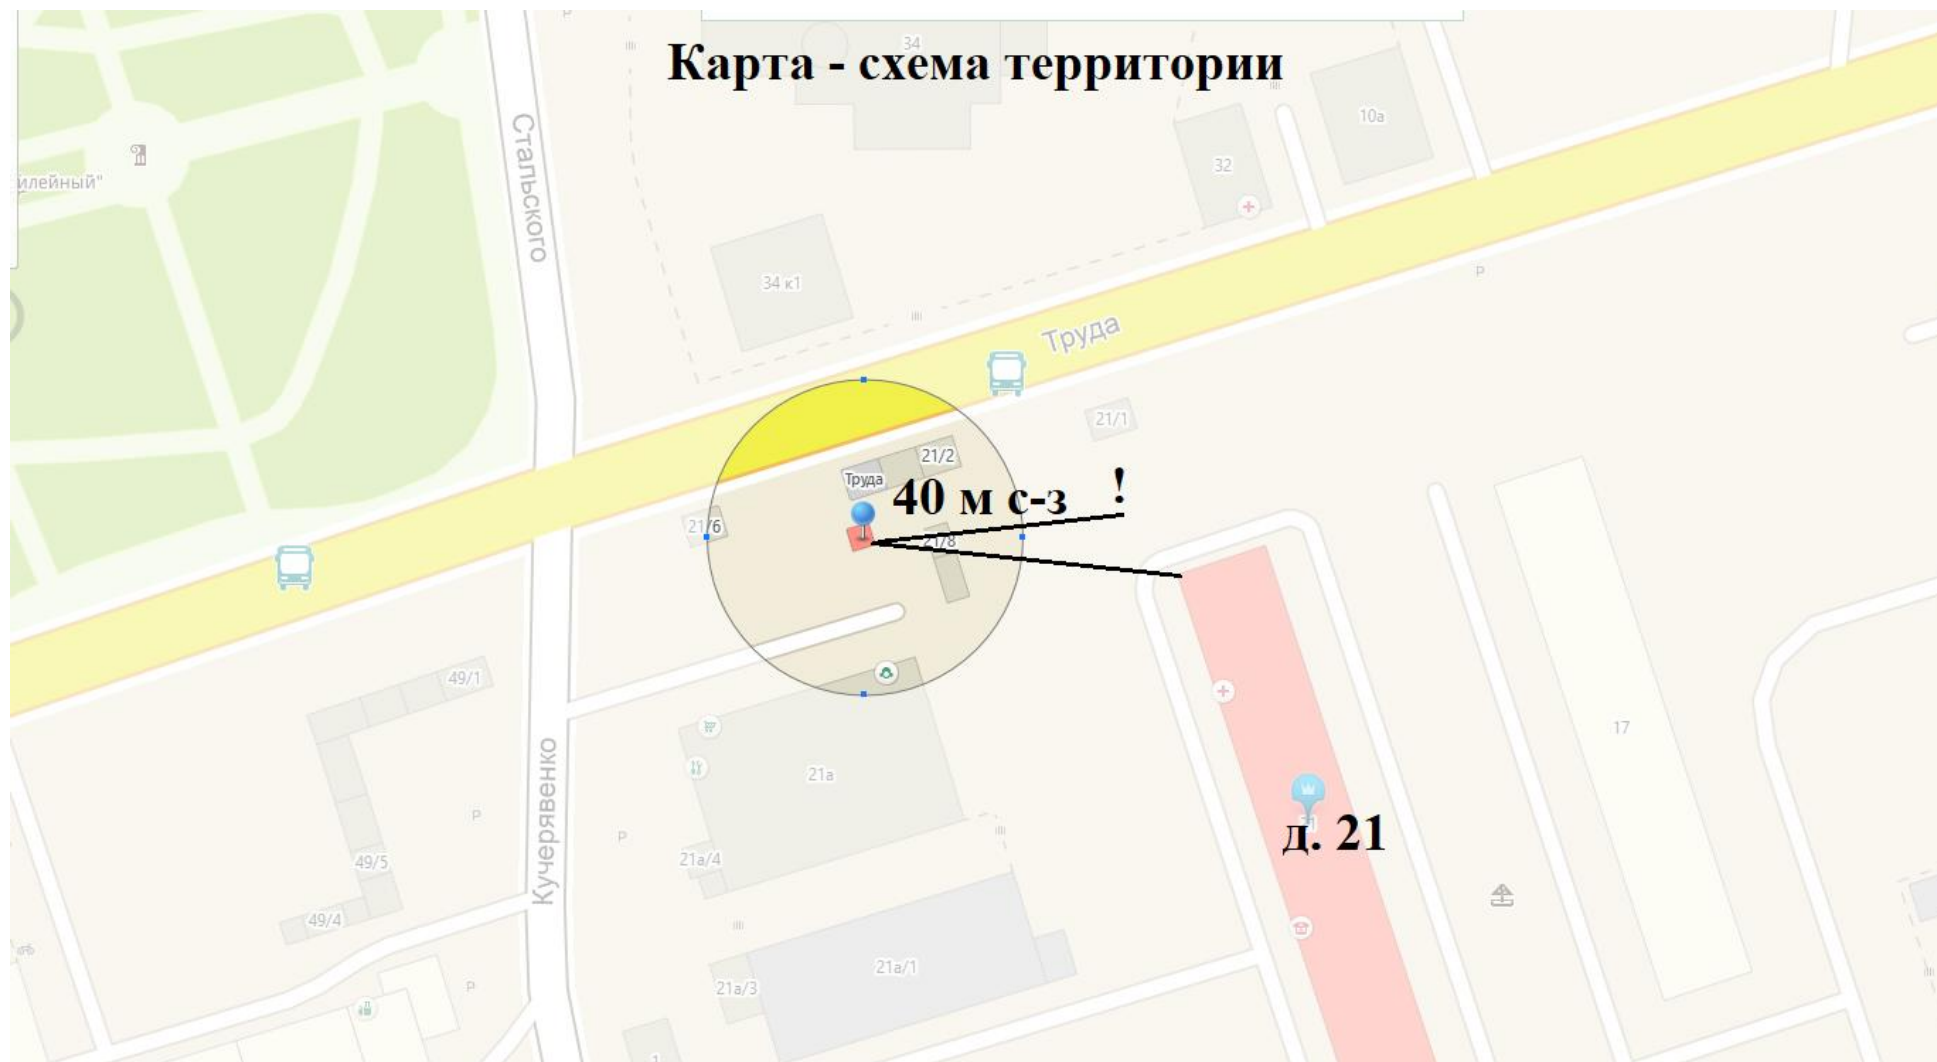 34
Карта - схема территории
10а
Стальского
32
илейный"
34 к1
Р
Труда
21/1
21/2
Труда
40 м с-з !
21/6
21/8
49/1
17
21а
Кучерявенко
Р
Р
д. 21
49/5
21а/4
49/4
21а/1
Р
21а/3
1